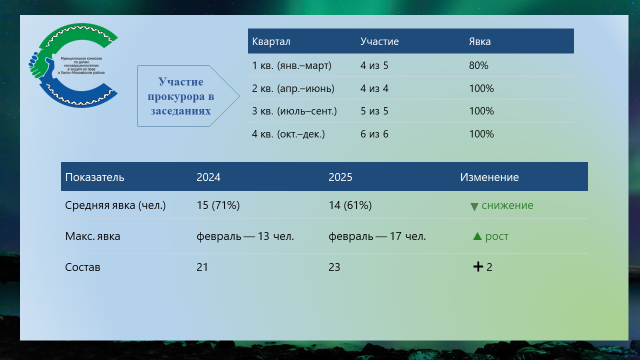 Муниципальная комиссия
по делам
несовершеннолетних
и защите их прав
в Ханты-Мансийском районе
Участие
прокурора в
заседаниях
Квартал Участие Явка
1 кв. (янв.–март) 4 из 5 80%
2 кв. (апр.–июнь) 4 из 4 100%
3 кв. (июль–сент.) 5 из 5 100%
4 кв. (окт.–дек.) 6 из 6 100%
Показатель 2024 2025 Изменение
Средняя явка (чел.) 15 (71%) 14 (61%) ▼ снижение
Макс. явка февраль — 13 чел. февраль — 17 чел. ▲ рост
Состав 21 23 ➕ 2